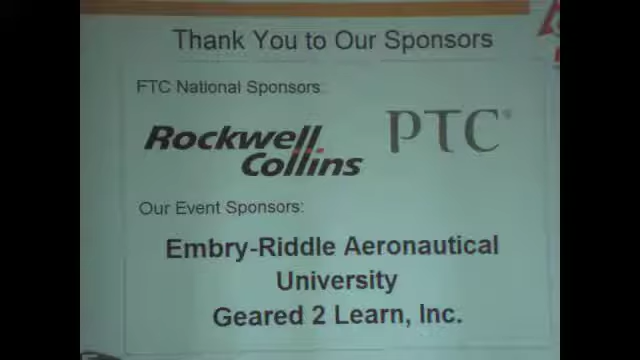 Thank You to Our Sponsors
FTC National Sponsors:
Rockwell
Collins
PTC®
Our Event Sponsors:
Embry-Riddle Aeronautical
University
Geared 2 Learn, Inc.